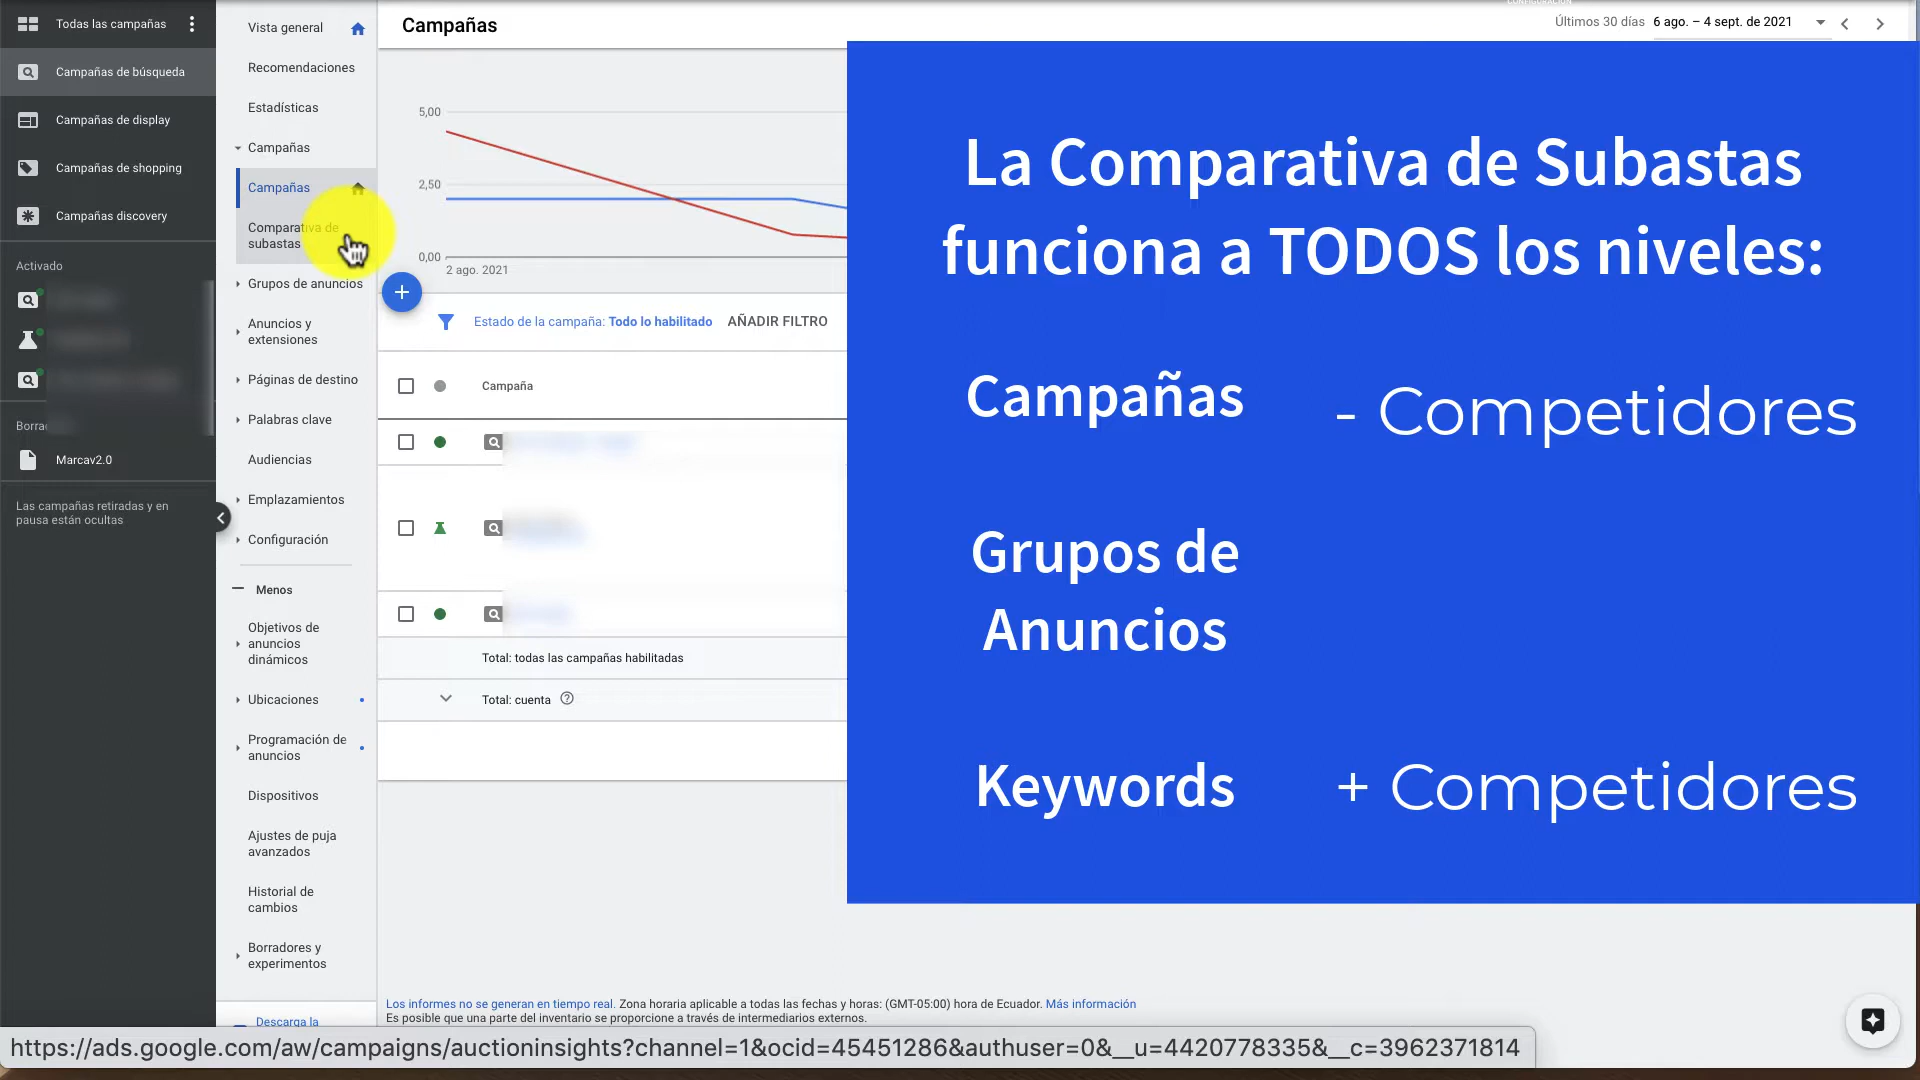 Todas las campañas
Campañas de búsqueda
Campañas de display
Campañas de shopping
Campañas discovery
Activado
Marcav2.0
Las campañas retiradas y en
pausa están ocultas
Vista general
Recomendaciones
Estadísticas
Campañas
Campañas
Comparativa de
subastas
Grupos de anuncios
Anuncios y
extensiones
Páginas de destino
Palabras clave
Audiencias
Emplazamientos
Configuración
Menos
Objetivos de
anuncios
dinámicos
Ubicaciones
Programación de
anuncios
Dispositivos
Ajustes de puja
avanzados
Historial de
cambios
Borradores y
experimentos
Descarga la
Campañas
Últimos 30 días 6 ago. – 4 sept. de 2021
5,00
2,50
0,00
2 ago. 2021
Estado de la campaña: Todo lo habilitado AÑADIR FILTRO
Campaña
Total: todas las campañas habilitadas
Total: cuenta
La Comparativa de Subastas
funciona a TODOS los niveles:
Campañas - Competidores
Grupos de
Anuncios
Keywords + Competidores
Los informes no se generan en tiempo real. Zona horaria aplicable a todas las fechas y horas: (GMT-05:00) hora de Ecuador. Más información
Es posible que una parte del inventario se proporcione a través de intermediarios externos.
https://ads.google.com/aw/campaigns/auctioninsights?channel=1&ocid=45451286&authuser=0&__u=4420778335&__c=3962371814